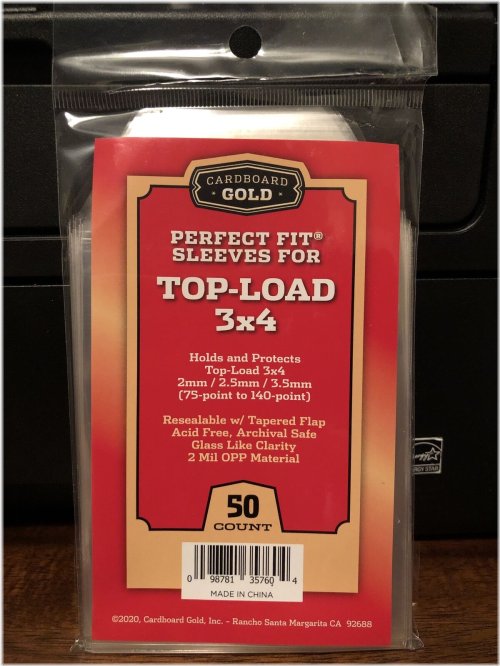 CARDBOARD
GOLD
PERFECT FIT®
SLEEVES FOR
TOP-LOAD
3x4
Holds and Protects
Top-Load 3x4
2mm / 2.5mm / 3.5mm
(75-point to 140-point)
Resealable w/ Tapered Flap
Acid Free, Archival Safe
Glass Like Clarity
2 Mil OPP Material
50
COUNT
0 98781 35760 4
MADE IN CHINA
©2020, Cardboard Gold, Inc. - Rancho Santa Margarita CA 92688
ERGY STAR